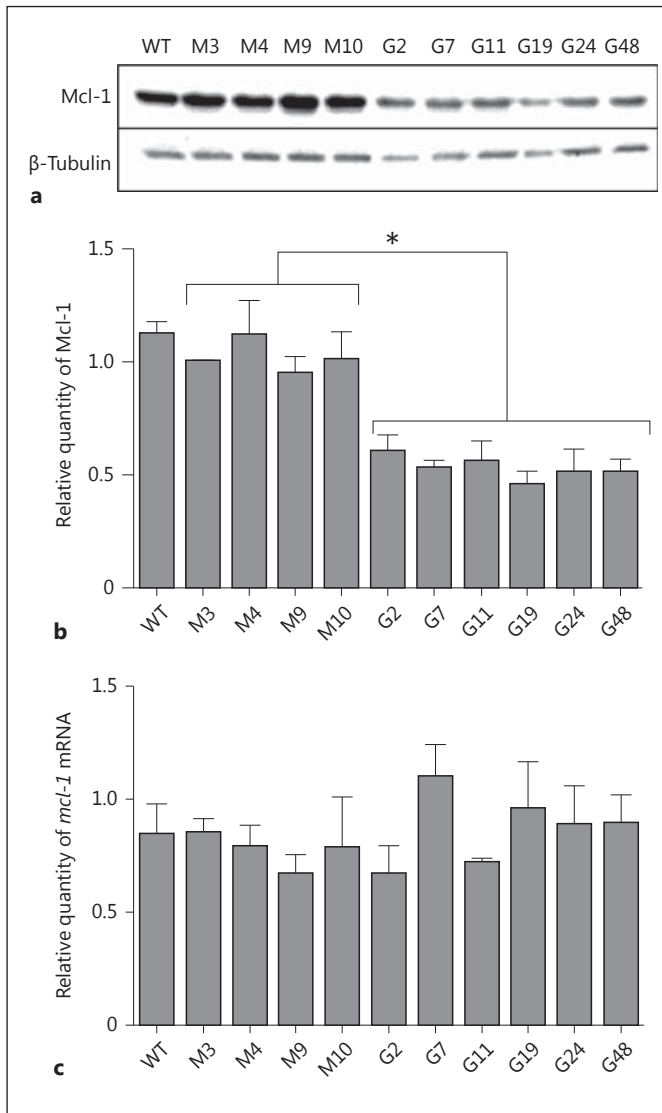 WT M3 M4 M9 M10 G2 G7 G11 G19 G24 G48
Mcl-1
β-Tubulin
a
1.5
1.0
0.5
0
Relative quantity of Mcl-1
*
WT M3 M4 M9 M10 G2 G7 G11 G19 G24 G48
b
1.5
1.0
0.5
0
Relative quantity of mcl-1 mRNA
WT M3 M4 M9 M10 G2 G7 G11 G19 G24 G48
c